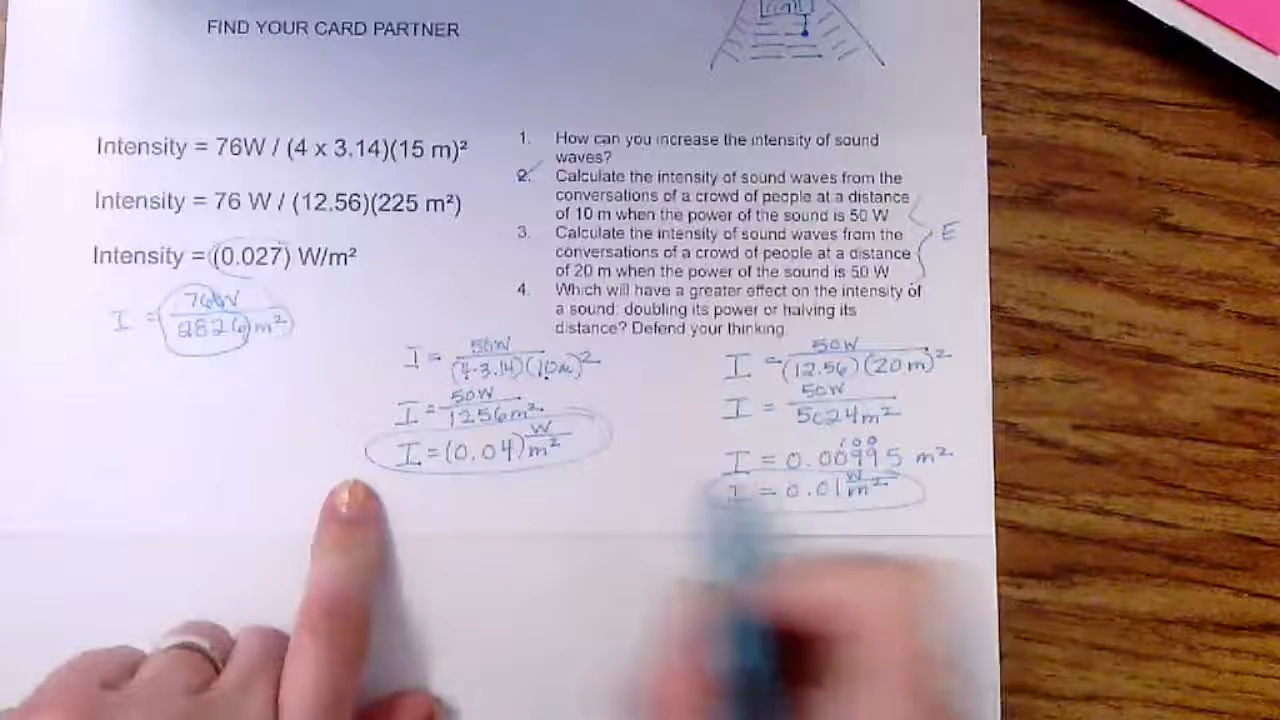 FIND YOUR CARD PARTNER
Intensity = 76W / (4 x 3.14)(15 m)²
Intensity = 76 W / (12.56)(225 m²)
Intensity = (0.027) W/m²
I = 76W
2826 m²
1. How can you increase the intensity of sound
waves?
2. Calculate the intensity of sound waves from the
conversations of a crowd of people at a distance
of 10 m when the power of the sound is 50 W
3. Calculate the intensity of sound waves from the
conversations of a crowd of people at a distance
of 20 m when the power of the sound is 50 W
4. Which will have a greater effect on the intensity of
a sound: doubling its power or halving its
distance? Defend your thinking.
E
I = 50W
(4·3.14)(10m)²
I = 50W
1256m²
I = (0.04) W
m²
I = 50W
(12.56)(20 m)²
I = 50W
5024m²
I = 0.00995 m²
I = 0.01 W
m²